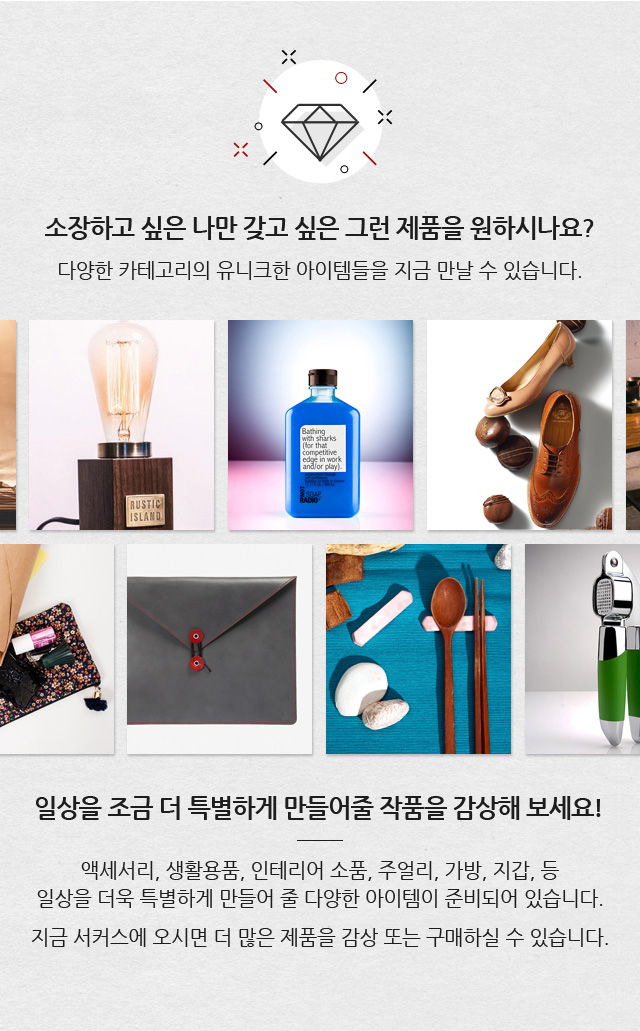 소장하고 싶은 나만 갖고 싶은 그런 제품을 원하시나요?
다양한 카테고리의 유니크한 아이템들을 지금 만날 수 있습니다.
RUSTIC
ISLAND
Bathing
with sharks
(for that
competitive
edge in work
and/or play).
SOAP
RADIO
일상을 조금 더 특별하게 만들어줄 작품을 감상해 보세요!
액세서리, 생활용품, 인테리어 소품, 주얼리, 가방, 지갑, 등
일상을 더욱 특별하게 만들어 줄 다양한 아이템이 준비되어 있습니다.
지금 서커스에 오시면 더 많은 제품을 감상 또는 구매하실 수 있습니다.